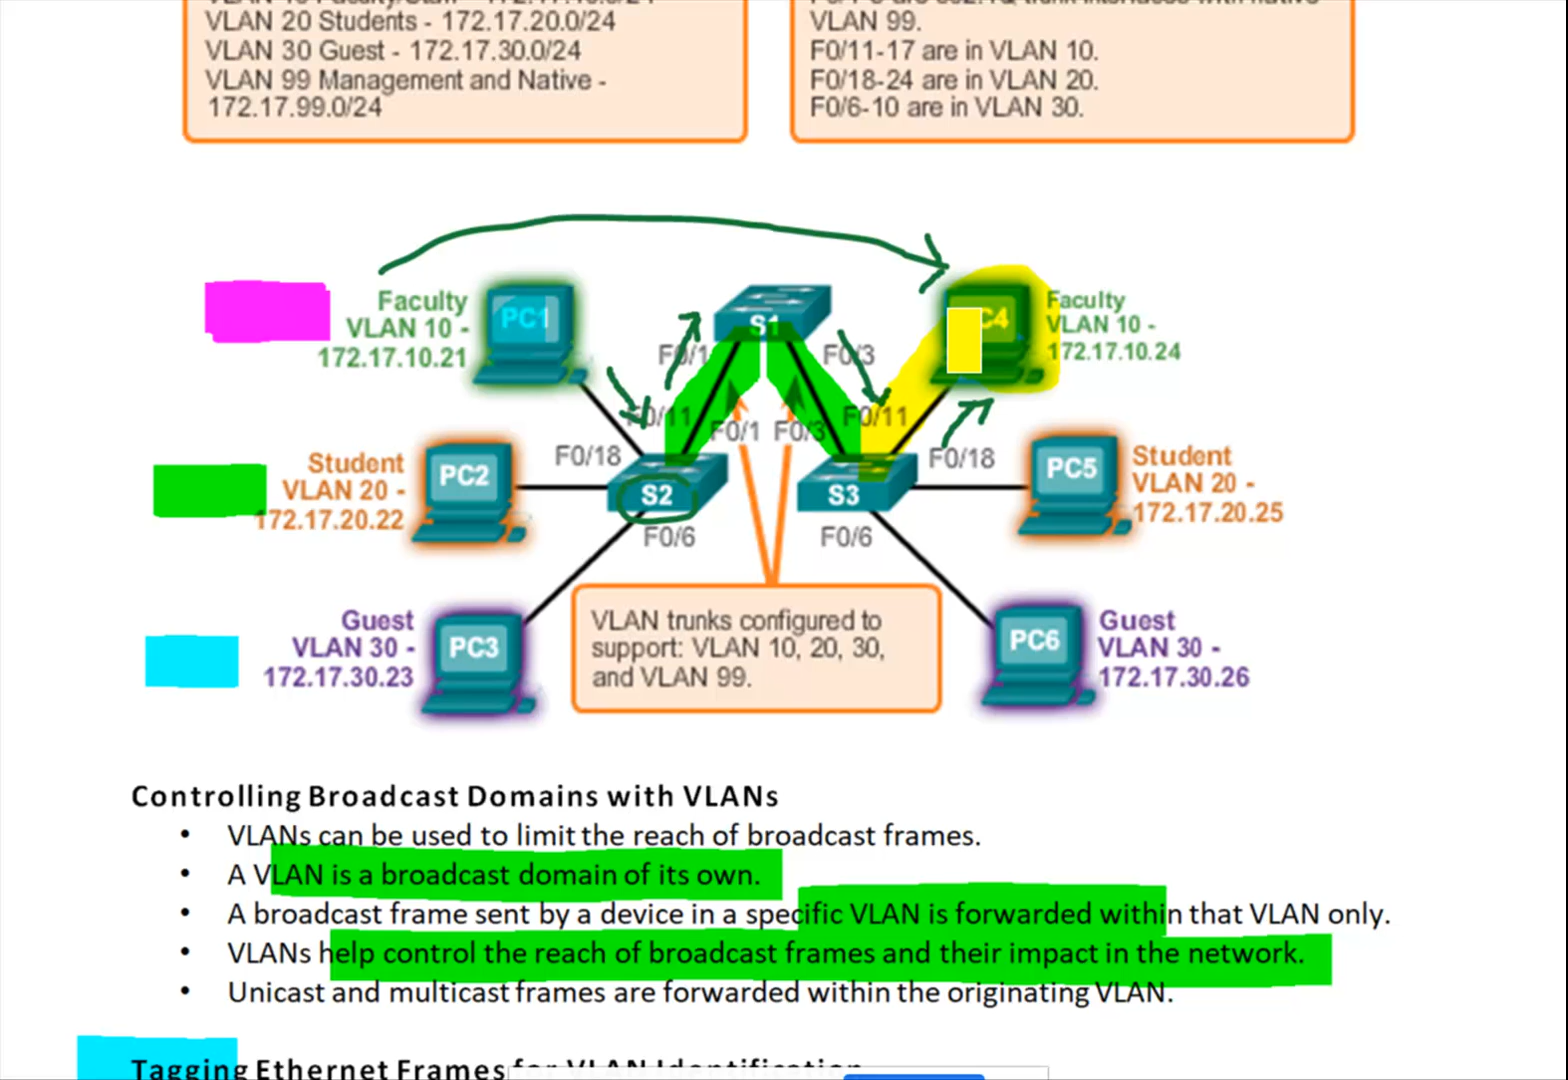 VLAN 20 Students - 172.17.20.0/24
VLAN 30 Guest - 172.17.30.0/24
VLAN 99 Management and Native -
172.17.99.0/24
VLAN 99.
F0/11-17 are in VLAN 10.
F0/18-24 are in VLAN 20.
F0/6-10 are in VLAN 30.
Faculty
VLAN 10 -
172.17.10.21
PC1
S1
C4
Faculty
VLAN 10 -
172.17.10.24
F0/1
F0/3
F0/11
F0/1
F0/3
F0/11
Student
VLAN 20 -
172.17.20.22
PC2
F0/18
S2
S3
F0/18
PC5
Student
VLAN 20 -
172.17.20.25
F0/6
F0/6
Guest
VLAN 30 -
172.17.30.23
PC3
VLAN trunks configured to
support: VLAN 10, 20, 30,
and VLAN 99.
PC6
Guest
VLAN 30 -
172.17.30.26
Controlling Broadcast Domains with VLANs
• VLANs can be used to limit the reach of broadcast frames.
• A VLAN is a broadcast domain of its own.
• A broadcast frame sent by a device in a specific VLAN is forwarded within that VLAN only.
• VLANs help control the reach of broadcast frames and their impact in the network.
• Unicast and multicast frames are forwarded within the originating VLAN.
Tagging Ethernet Frames for VLAN Identification